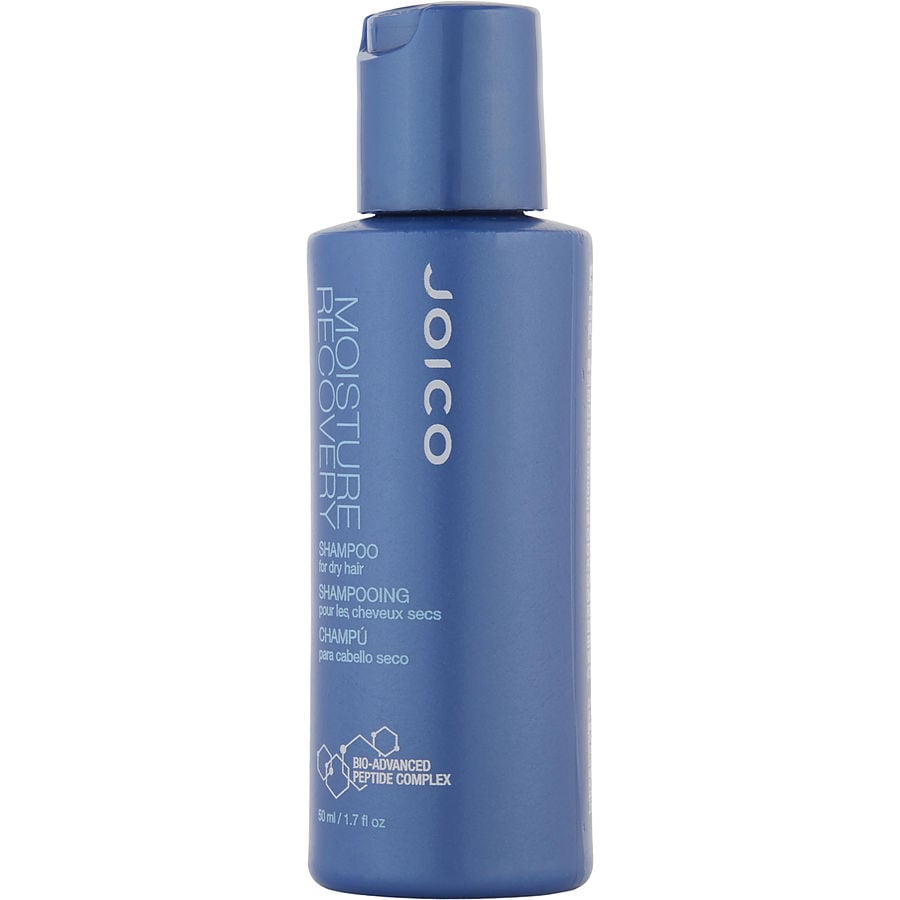 JOICO
MOISTURE
RECOVERY
SHAMPOO
for dry hair
SHAMPOOING
pour les cheveux secs
CHAMPÚ
para cabello seco
BIO-ADVANCED
PEPTIDE COMPLEX
50 ml / 1.7 fl oz